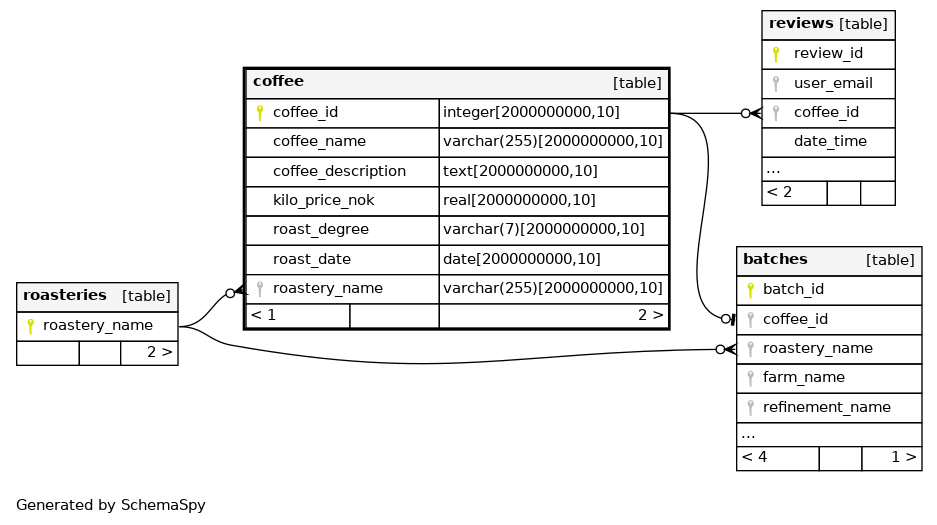 reviews [table]
review_id
user_email
coffee_id
date_time
...
< 2
coffee [table]
coffee_id integer[2000000000,10]
coffee_name varchar(255)[2000000000,10]
coffee_description text[2000000000,10]
kilo_price_nok real[2000000000,10]
roast_degree varchar(7)[2000000000,10]
roast_date date[2000000000,10]
roastery_name varchar(255)[2000000000,10]
< 1 2 >
batches [table]
batch_id
coffee_id
roastery_name
farm_name
refinement_name
...
< 4 1 >
roasteries [table]
roastery_name
2 >
Generated by SchemaSpy